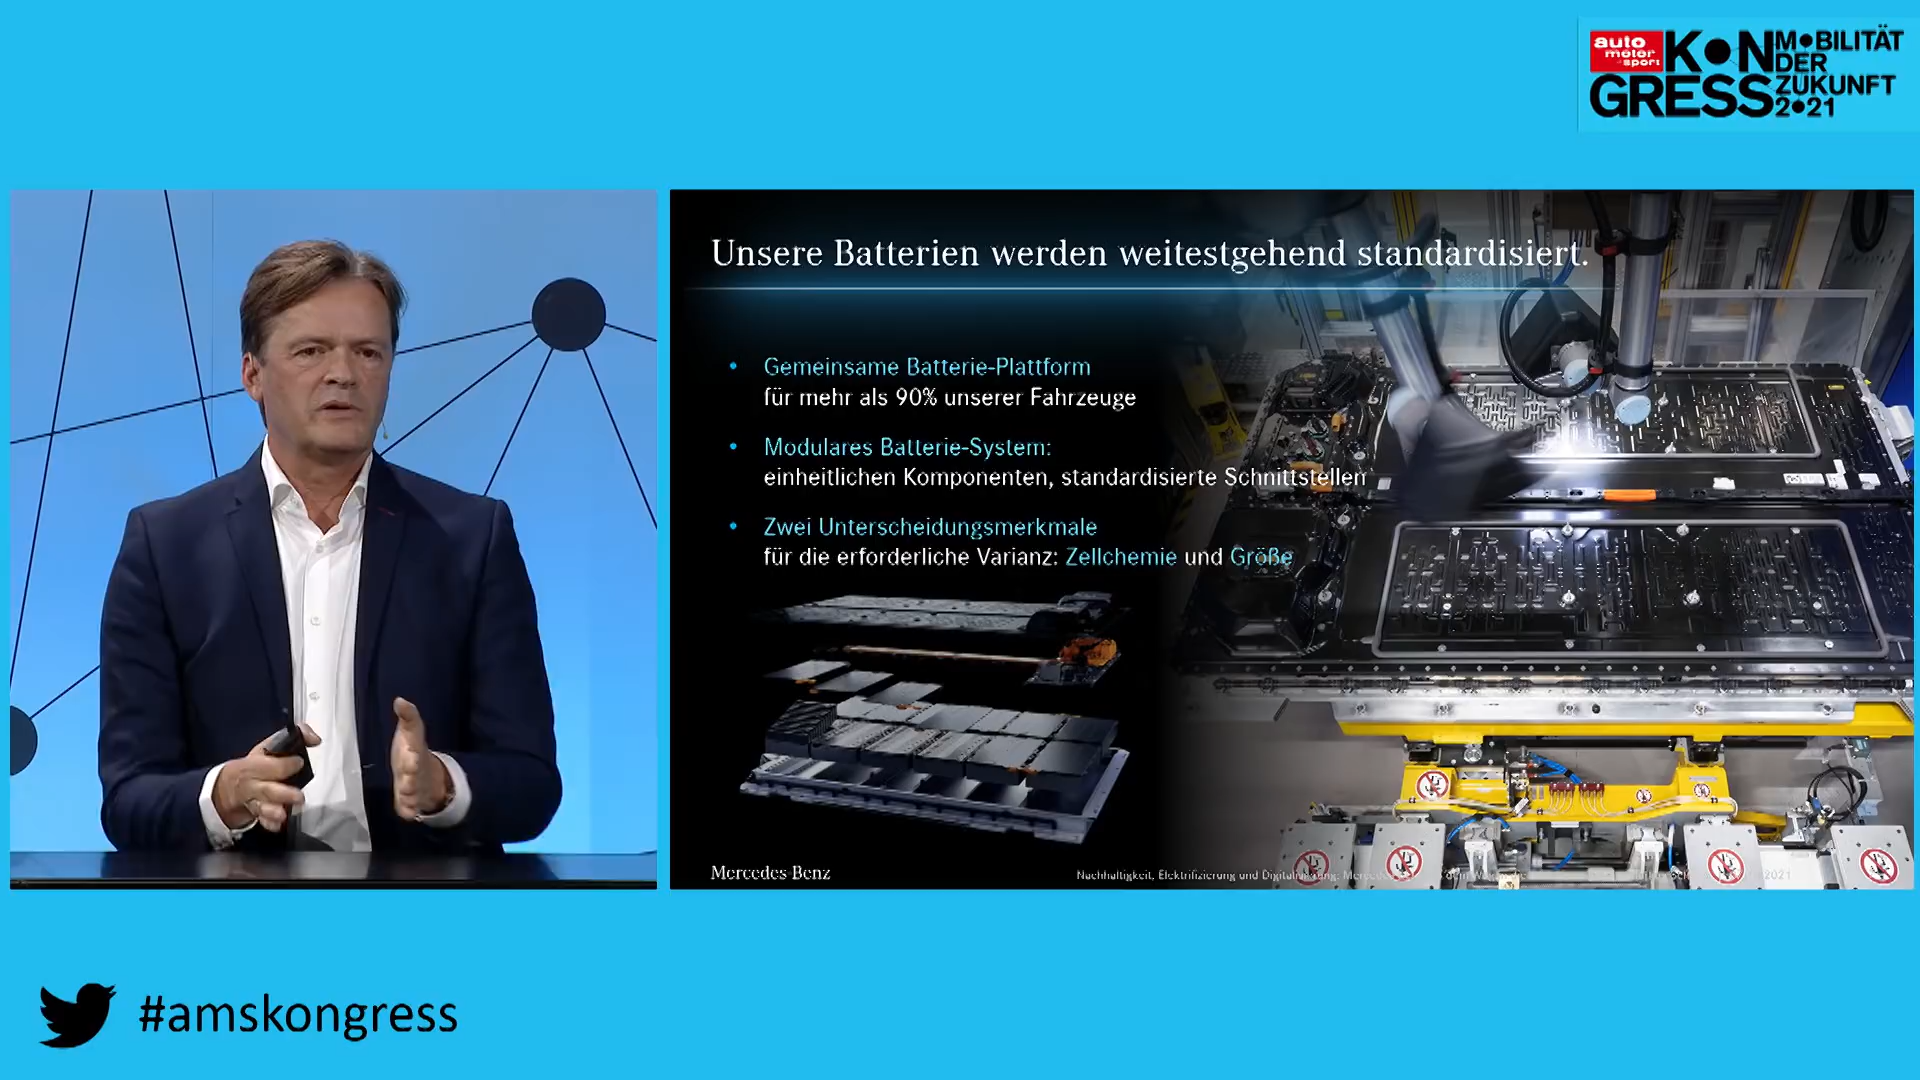 auto
motor
sport
KONGRESS
MOBILITÄT
DER
ZUKUNFT
2021
Unsere Batterien werden weitestgehend standardisiert.
• Gemeinsame Batterie-Plattform
für mehr als 90% unserer Fahrzeuge
• Modulares Batterie-System:
einheitlichen Komponenten, standardisierte Schnittstellen
• Zwei Unterscheidungsmerkmale
für die erforderliche Varianz: Zellchemie und Größe
Mercedes-Benz
Nachhaltigkeit, Elektrifizierung und Digitalisierung: 2021
#amskongress